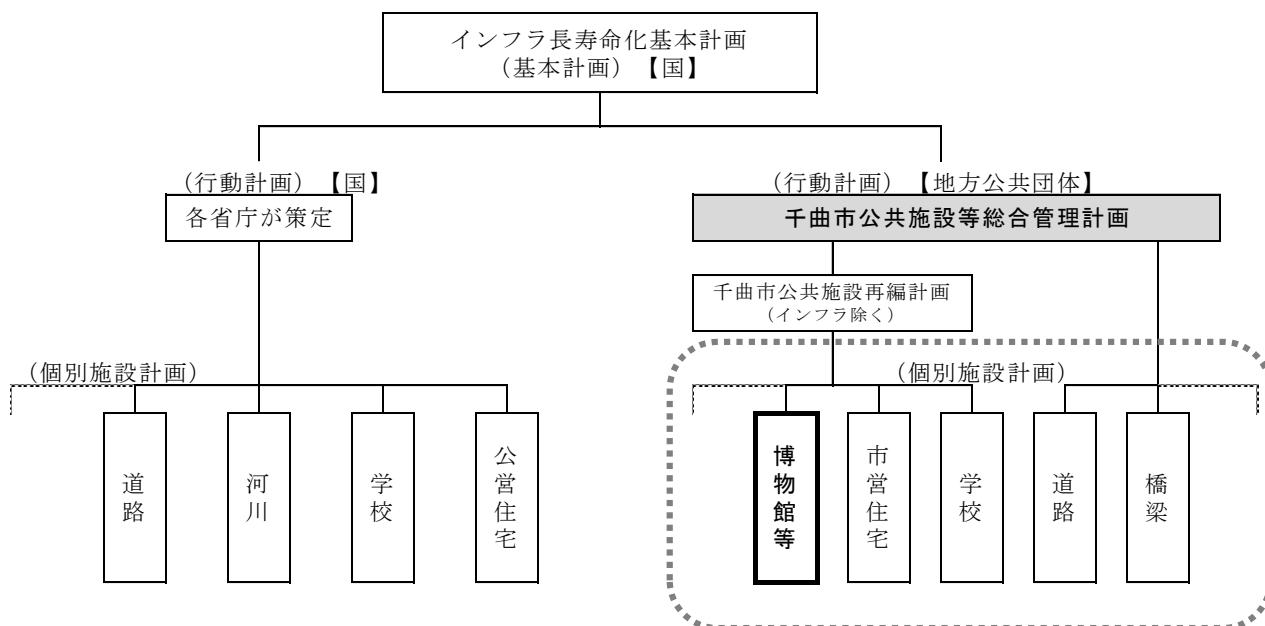 インフラ長寿命化基本計画
（基本計画）【国】
（行動計画）【国】
各省庁が策定
（行動計画）【地方公共団体】
千曲市公共施設等総合管理計画
千曲市公共施設再編計画
（インフラ除く）
（個別施設計画）
道路
河川
学校
公営住宅
（個別施設計画）
博物館等
市営住宅
学校
道路
橋梁